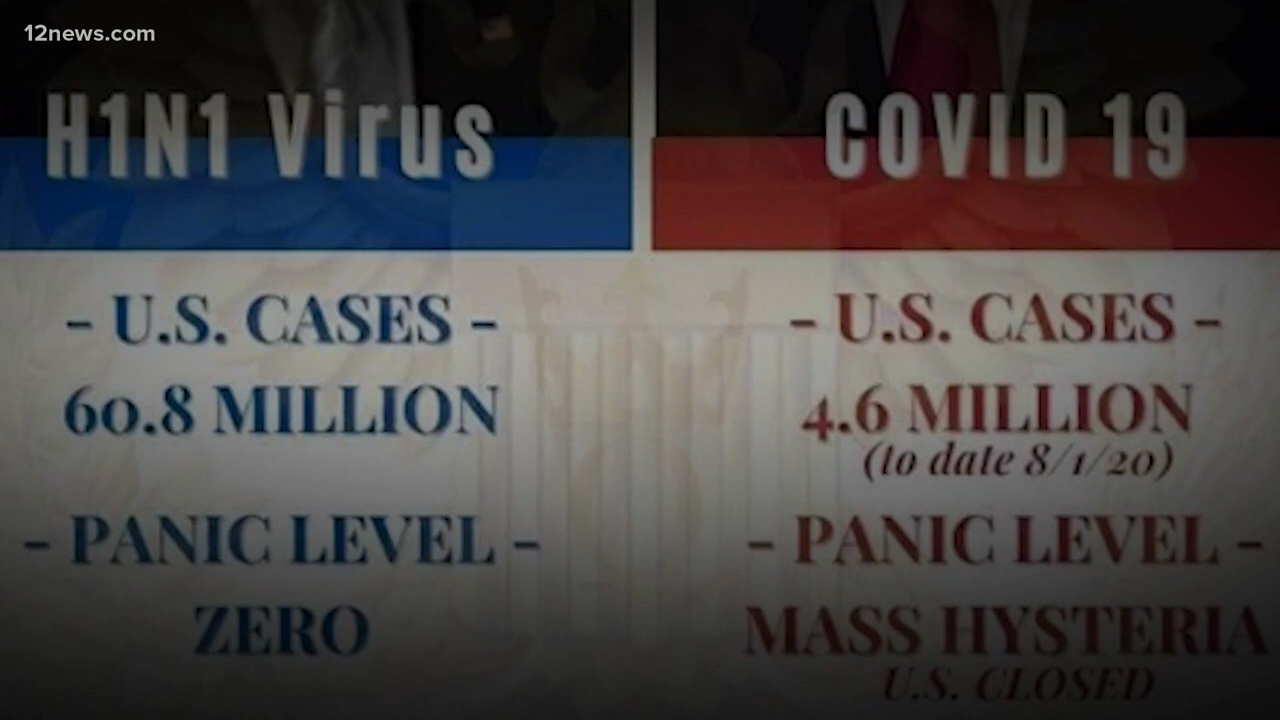 12news.com
H1N1 Virus
COVID 19
- U.S. CASES -
60.8 MILLION
- U.S. CASES -
4.6 MILLION
(to date 8/1/20)
- PANIC LEVEL -
ZERO
- PANIC LEVEL -
MASS HYSTERIA
U.S. CLOSED